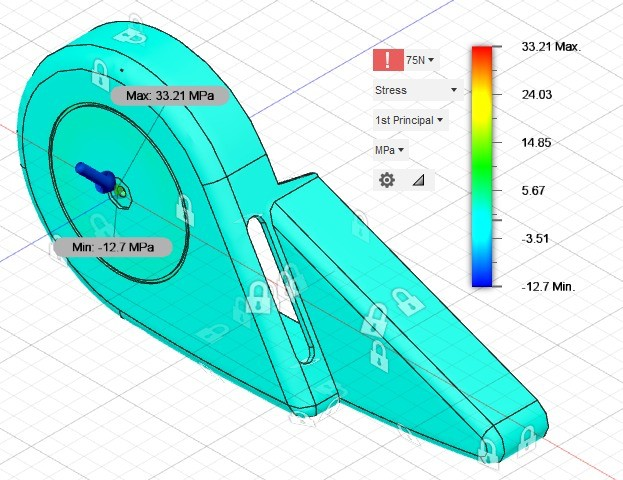 33.21 Max.
! 75N
Stress
24.03
Max: 33.21 MPa
1st Principal
14.85
MPa
5.67
-3.51
Min: -12.7 MPa
-12.7 Min.